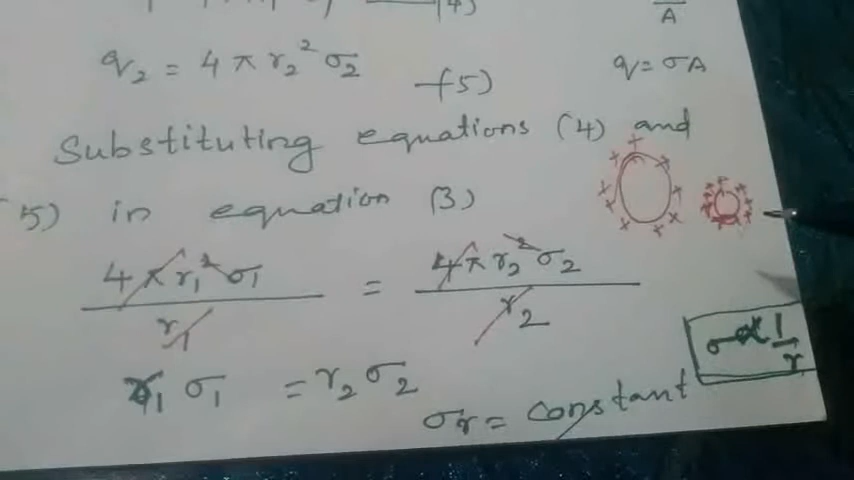 (4)
A
q₂ = 4πr₂²σ₂ —(5)
q = σA
Substituting equations (4) and
5) in equation (3)
4πr₁²σ₁ / r₁ = 4πr₂²σ₂ / r₂
r₁σ₁ = r₂σ₂
σr = constant
σ ∝ 1/r